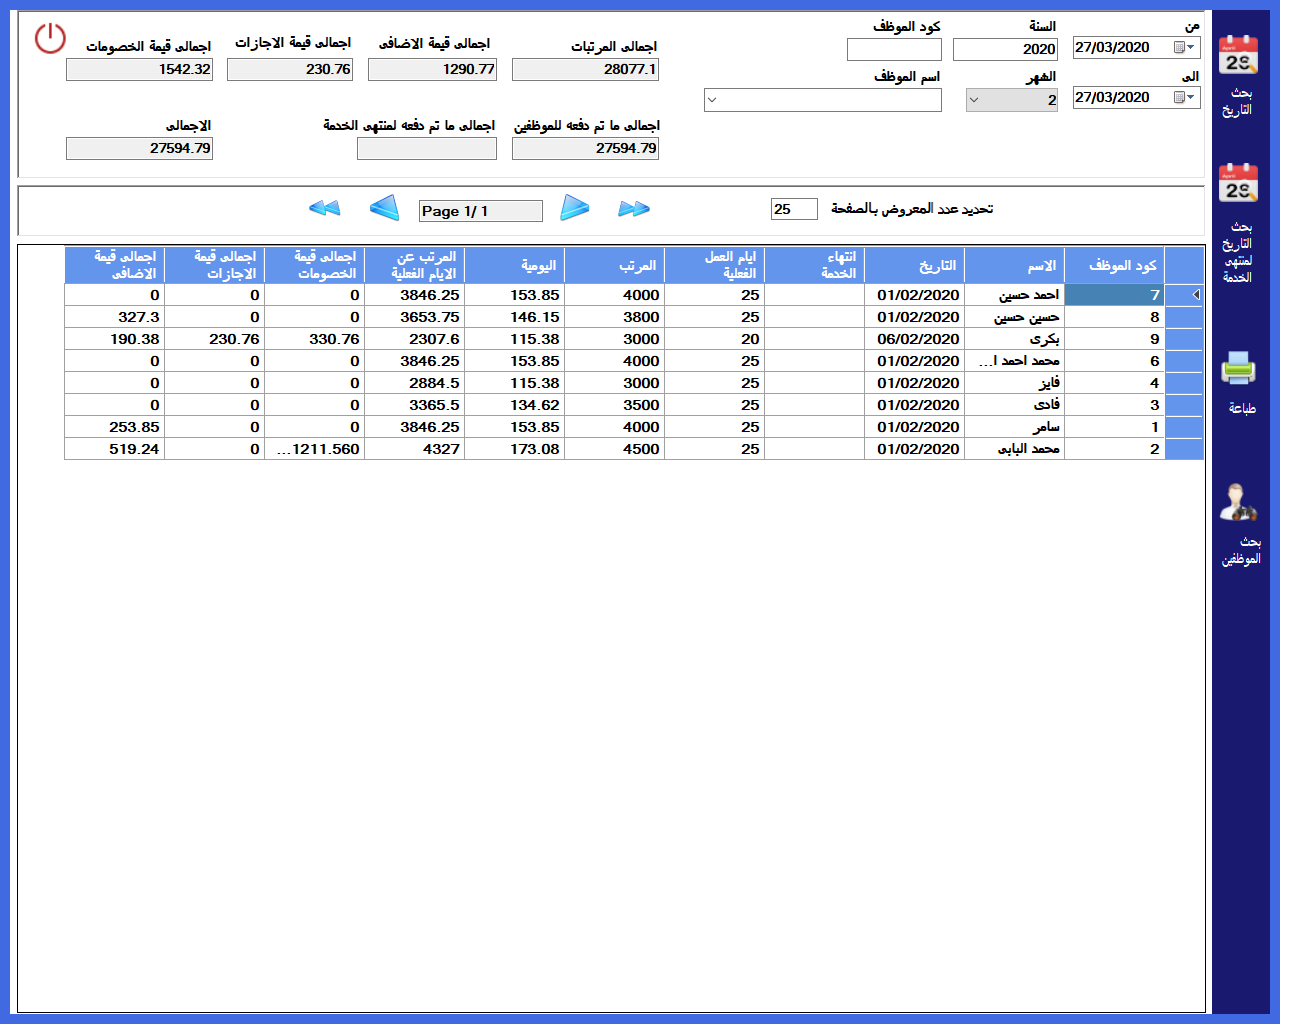 من
27/03/2020
الى
27/03/2020
السنة
2020
الشهر
2
كود الموظف
اسم الموظف
اجمالى المرتبات
28077.1
اجمالى قيمة الاضافى
1290.77
اجمالى قيمة الاجازات
230.76
اجمالى قيمة الخصومات
1542.32
اجمالى ما تم دفعه للموظفين
27594.79
اجمالى ما تم دفعه لمنتهى الخدمة
الاجمالى
27594.79
تحديد عدد المعروض بالصفحة 25
Page 1/ 1
كود الموظف الاسم التاريخ انتهاء الخدمة ايام العمل الفعلية المرتب اليومية المرتب عن الايام الفعلية اجمالى قيمة الخصومات اجمالى قيمة الاجازات اجمالى قيمة الاضافى
7 احمد حسين 01/02/2020 25 4000 153.85 3846.25 0 0 0
8 حسين حسين 01/02/2020 25 3800 146.15 3653.75 0 0 327.3
9 بكرى 06/02/2020 20 3000 115.38 2307.6 330.76 230.76 190.38
6 محمد احمد ا... 01/02/2020 25 4000 153.85 3846.25 0 0 0
4 فايز 01/02/2020 25 3000 115.38 2884.5 0 0 0
3 فادى 01/02/2020 25 3500 134.62 3365.5 0 0 0
1 سامر 01/02/2020 25 4000 153.85 3846.25 0 0 253.85
2 محمد البابى 01/02/2020 25 4500 173.08 4327 1211.560... 0 519.24
April
28
بحث
التاريخ
April
28
بحث
التاريخ
لمنتهى
الخدمة
طباعة
بحث
الموظفين